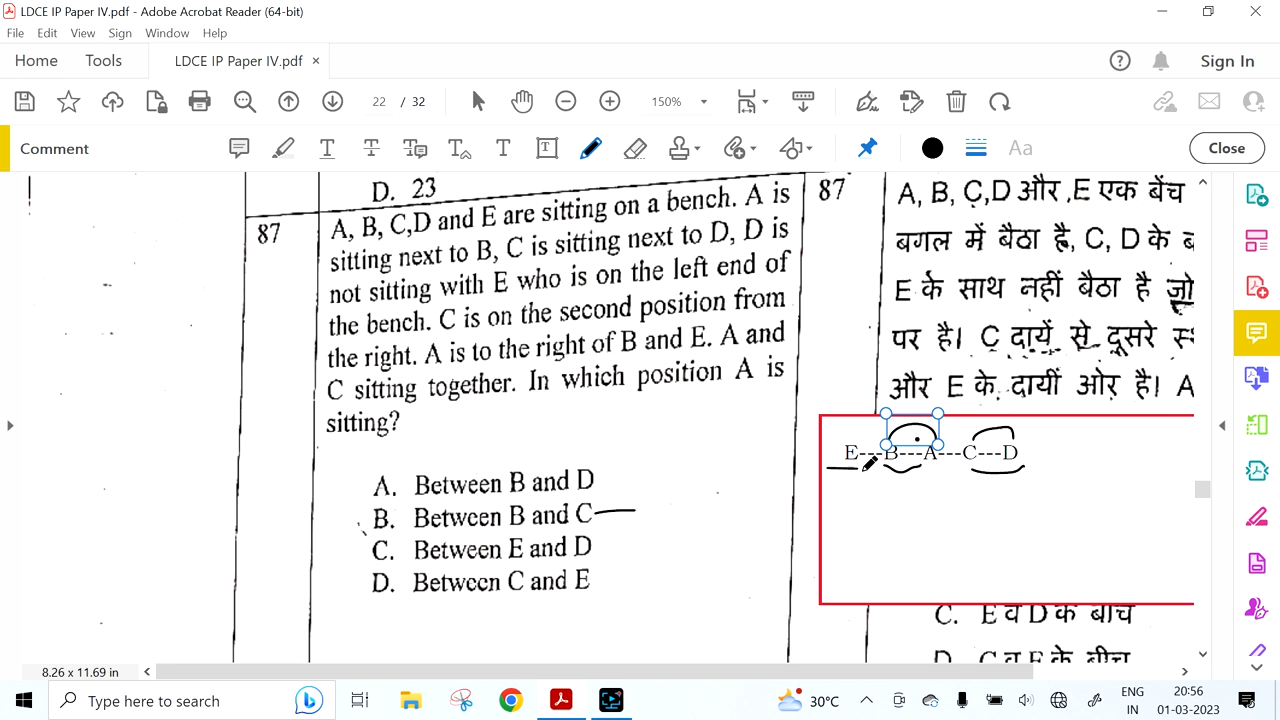 LDCE IP Paper IV.pdf - Adobe Acrobat Reader (64-bit)
File Edit View Sign Window Help
Home Tools LDCE IP Paper IV.pdf × Sign In
22 / 32 150%
Comment Aa Close
D. 23
87
A, B, C,D and E are sitting on a bench. A is
sitting next to B, C is sitting next to D, D is
not sitting with E who is on the left end of
the bench. C is on the second position from
the right. A is to the right of B and E. A and
C sitting together. In which position A is
sitting?
A. Between B and D
B. Between B and C
C. Between E and D
D. Between C and E
87
A, B, C,D और ,E एक बेंच
बगल में बैठा है, C, D के ब
E के साथ नहीं बैठा है जो
पर है। C दायें से दूसरे स्
और E के दायीं ओर है। A
E---B---A---C---D
C. E व D के बीच
D. C व E के बीच
8.26 x 11.69 in
Type here to search
30°C
ENG
IN
20:56
01-03-2023